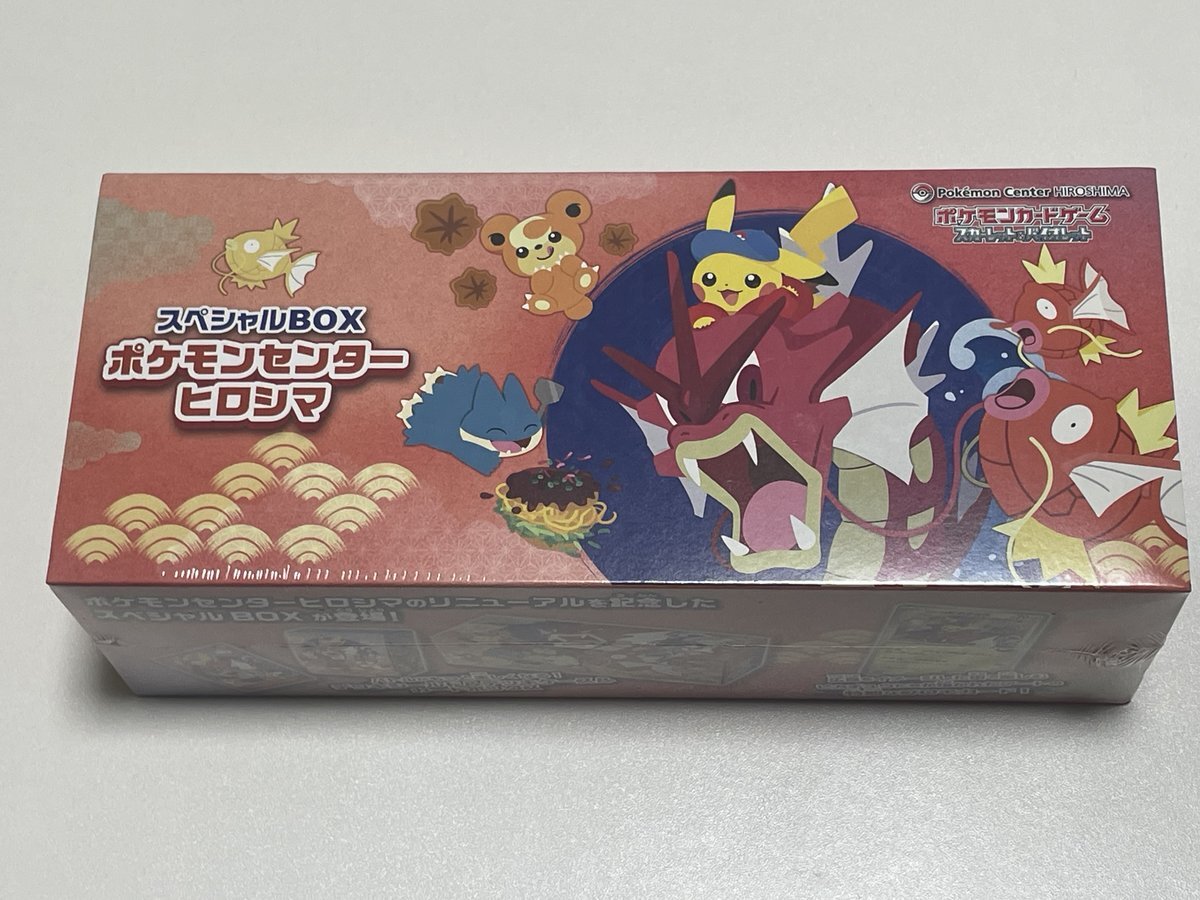 Pokémon Center HIROSHIMA
ポケモンカードゲーム
スカーレット&バイオレット
スペシャルBOX
ポケモンセンター
ヒロシマ
ポケモンセンターヒロシマのリニューアルを記念した
スペシャルBOXが登場!